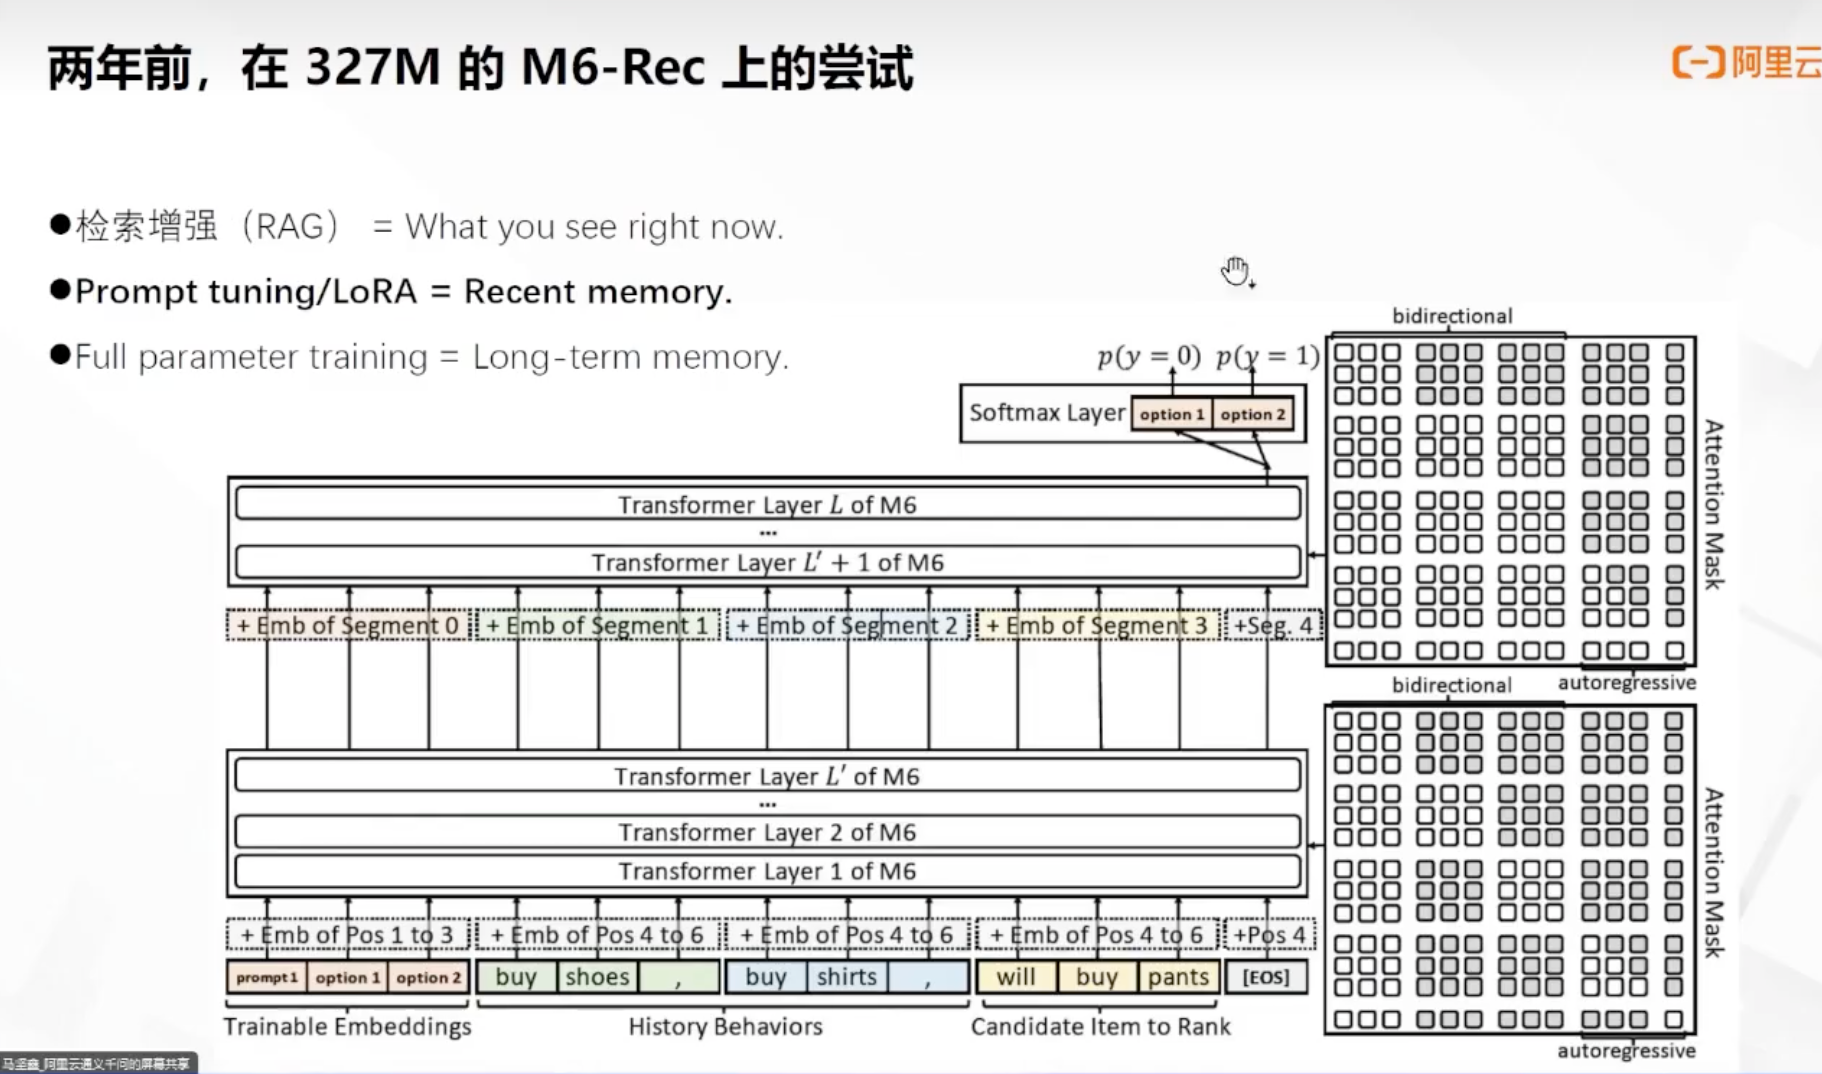 两年前，在 327M 的 M6-Rec 上的尝试
阿里云
●检索增强（RAG） = What you see right now.
●Prompt tuning/LoRA = Recent memory.
●Full parameter training = Long-term memory.
bidirectional
p(y = 0) p(y = 1)
Softmax Layer option 1 option 2
Attention Mask
Transformer Layer L of M6
...
Transformer Layer L′ + 1 of M6
+ Emb of Segment 0 + Emb of Segment 1 + Emb of Segment 2 + Emb of Segment 3 +Seg. 4
autoregressive
bidirectional
Transformer Layer L′ of M6
...
Transformer Layer 2 of M6
Transformer Layer 1 of M6
Attention Mask
+ Emb of Pos 1 to 3 + Emb of Pos 4 to 6 + Emb of Pos 4 to 6 + Emb of Pos 4 to 6 +Pos 4
prompt1 option 1 option 2 buy shoes , buy shirts , will buy pants [EOS]
Trainable Embeddings History Behaviors Candidate Item to Rank
autoregressive
马坚鑫_阿里云通义千问的屏幕共享